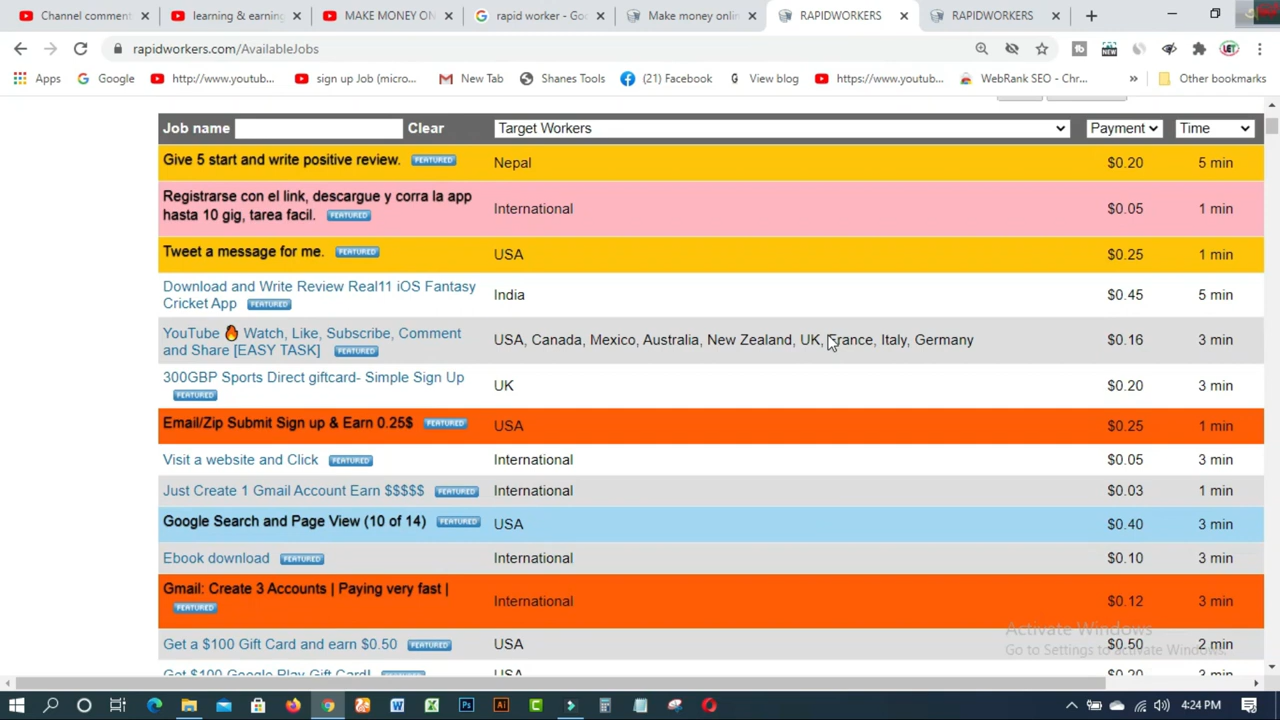 Channel comment
learning & earning
MAKE MONEY ON
rapid worker
Make money onlin
RAPIDWORKERS
RAPIDWORKERS
rapidworkers.com/AvailableJobs
Apps
Google
http://www.youtub...
sign up Job (micro...
New Tab
Shanes Tools
(21) Facebook
View blog
https://www.youtub...
WebRank SEO - Chr...
Other bookmarks
Job name Clear Target Workers Payment Time
Give 5 start and write positive review. FEATURED Nepal $0.20 5 min
Registrarse con el link, descargue y corra la app
hasta 10 gig, tarea facil. FEATURED International $0.05 1 min
Tweet a message for me. FEATURED USA $0.25 1 min
Download and Write Review Real11 iOS Fantasy
Cricket App FEATURED India $0.45 5 min
YouTube 🔥 Watch, Like, Subscribe, Comment
and Share [EASY TASK] FEATURED USA, Canada, Mexico, Australia, New Zealand, UK, France, Italy, Germany $0.16 3 min
300GBP Sports Direct giftcard- Simple Sign Up
FEATURED UK $0.20 3 min
Email/Zip Submit Sign up & Earn 0.25$ FEATURED USA $0.25 1 min
Visit a website and Click FEATURED International $0.05 3 min
Just Create 1 Gmail Account Earn $$$$$ FEATURED International $0.03 1 min
Google Search and Page View (10 of 14) FEATURED USA $0.40 3 min
Ebook download FEATURED International $0.10 3 min
Gmail: Create 3 Accounts | Paying very fast |
FEATURED International $0.12 3 min
Get a $100 Gift Card and earn $0.50 FEATURED USA $0.50 2 min
Get $100 Google Play Gift Card!
Activate Windows
Go to Settings to activate Windows.
4:24 PM